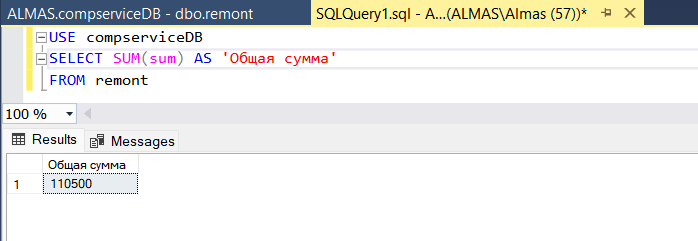 ALMAS.compserviceDB - dbo.remont
SQLQuery1.sql - A...(ALMAS\Almas (57))*
USE compserviceDB
SELECT SUM(sum) AS 'Общая сумма'
FROM remont
100 %
Results Messages
Общая сумма
1 110500